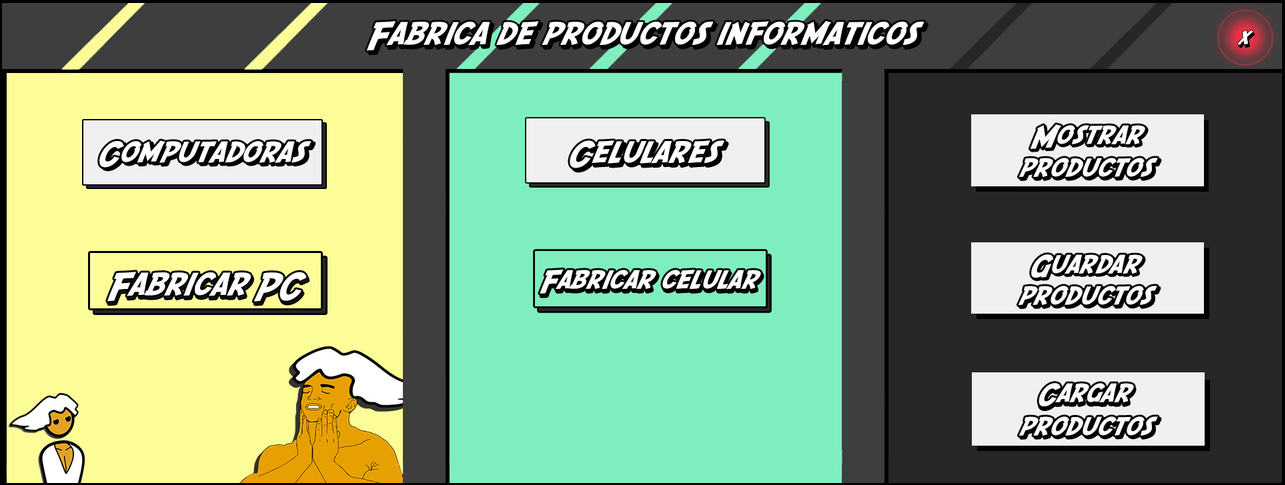 Fabrica de productos informaticos
X
Computadoras
Fabricar PC
Celulares
Fabricar celular
Mostrar
productos
Guardar
productos
Cargar
productos